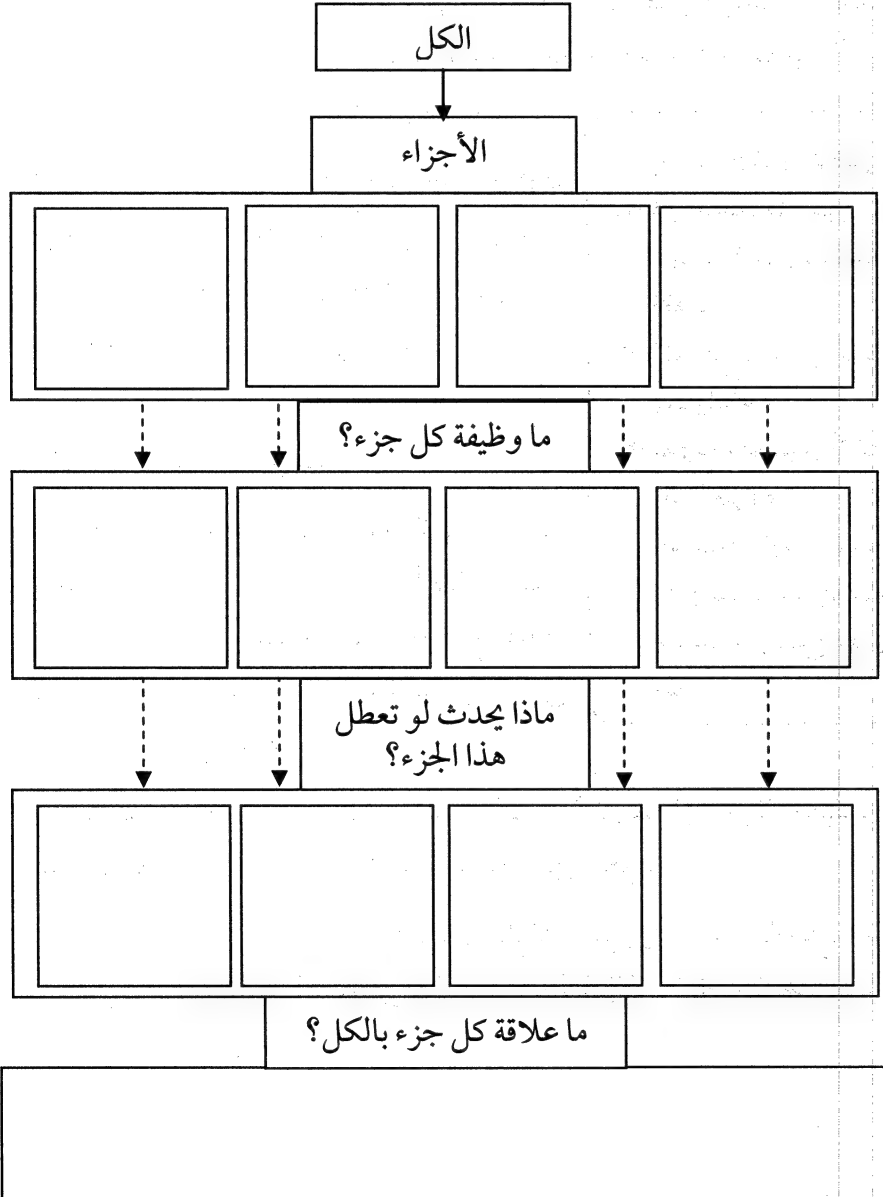 الكل
الأجزاء
ما وظيفة كل جزء؟
ماذا يحدث لو تعطل
هذا الجزء؟
ما علاقة كل جزء بالكل؟